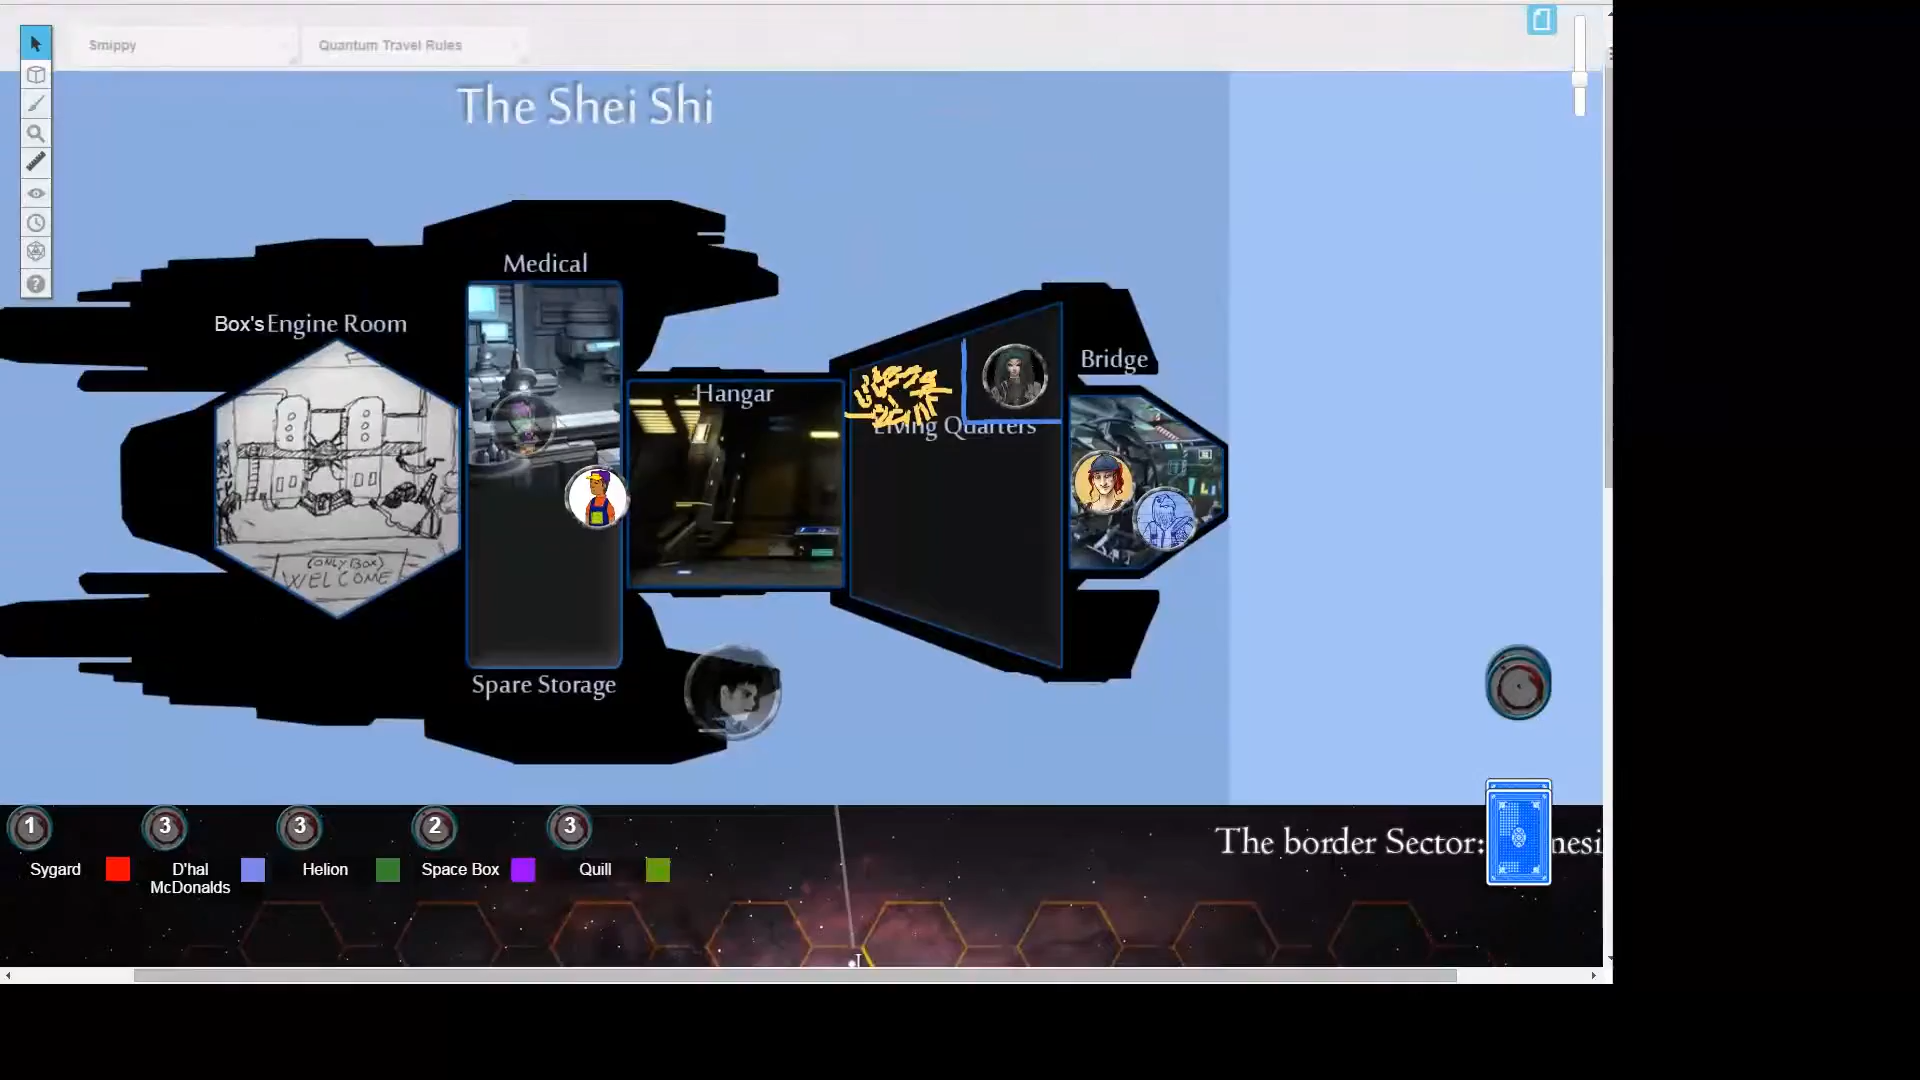 Smippy
Quantum Travel Rules
The Shei Shi
Medical
Box's Engine Room
Bridge
Hangar
Living Quarters
(ONLY BOX)
WELCOME
Spare Storage
1
3
3
2
3
The border Sector:
Sygard
D'hal
McDonalds
Helion
Space Box
Quill